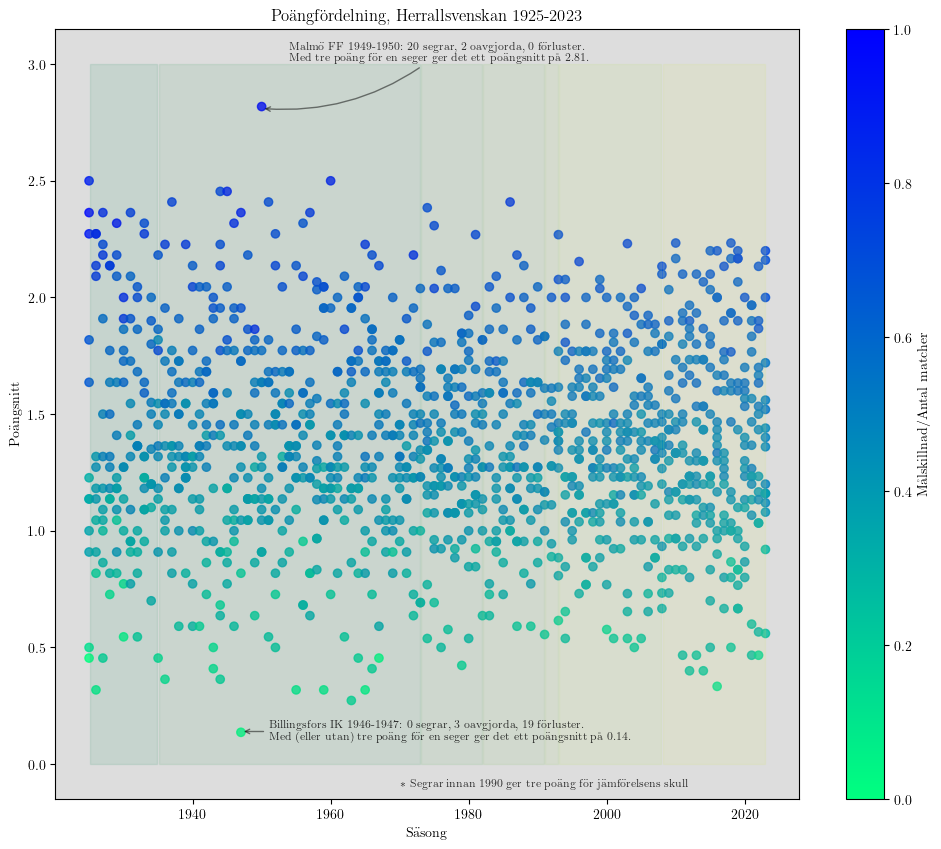 Poängfördelning, Herrallsvenskan 1925-2023
Malmö FF 1949-1950: 20 segrar, 2 oavgjorda, 0 förluster.
Med tre poäng för en seger ger det ett poängsnitt på 2.81.
3.0
2.5
2.0
1.5
1.0
0.5
0.0
Poängsnitt
Billingsfors IK 1946-1947: 0 segrar, 3 oavgjorda, 19 förluster.
Med (eller utan) tre poäng för en seger ger det ett poängsnitt på 0.14.
* Segrar innan 1990 ger tre poäng för jämförelsens skull
1940
1960
1980
2000
2020
Säsong
1.0
0.8
0.6
0.4
0.2
0.0
Målskillnad/Antal matcher